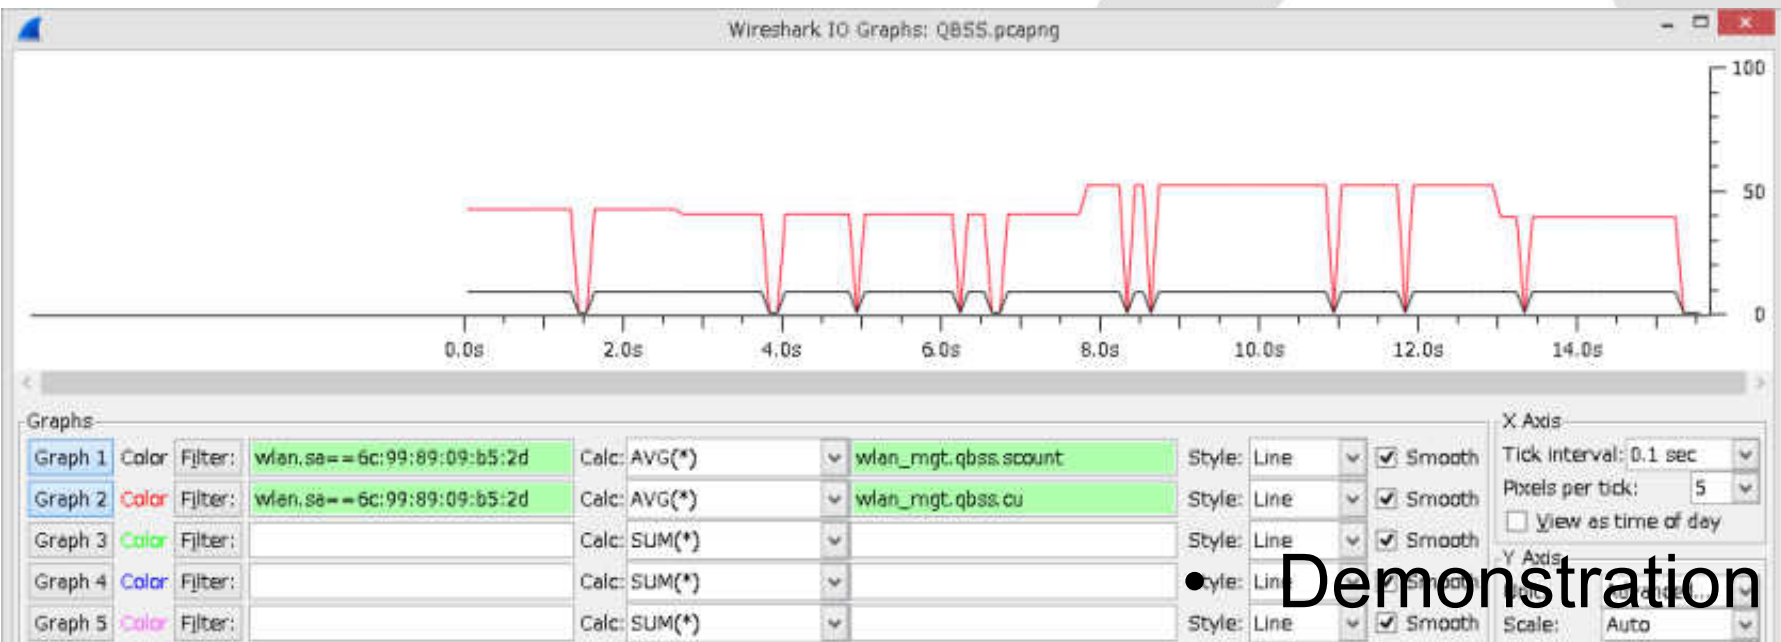 Wireshark IO Graphs: QBSS.pcapng
100
50
0
0.0s 2.0s 4.0s 6.0s 8.0s 10.0s 12.0s 14.0s
Graphs
Graph 1 Color Filter: wlan.sa==6c:99:89:09:b5:2d Calc: AVG(*) wlan_mgt.qbss.scount Style: Line Smooth
Graph 2 Color Filter: wlan.sa==6c:99:89:09:b5:2d Calc: AVG(*) wlan_mgt.qbss.cu Style: Line Smooth
Graph 3 Color Filter: Calc: SUM(*) Style: Line Smooth
Graph 4 Color Filter: Calc: SUM(*) Style: Line Smooth
Graph 5 Color Filter: Calc: SUM(*) Style: Line Smooth
X Axis
Tick interval: 0.1 sec
Pixels per tick: 5
View as time of day
Y Axis
Scale: Auto
• Demonstration